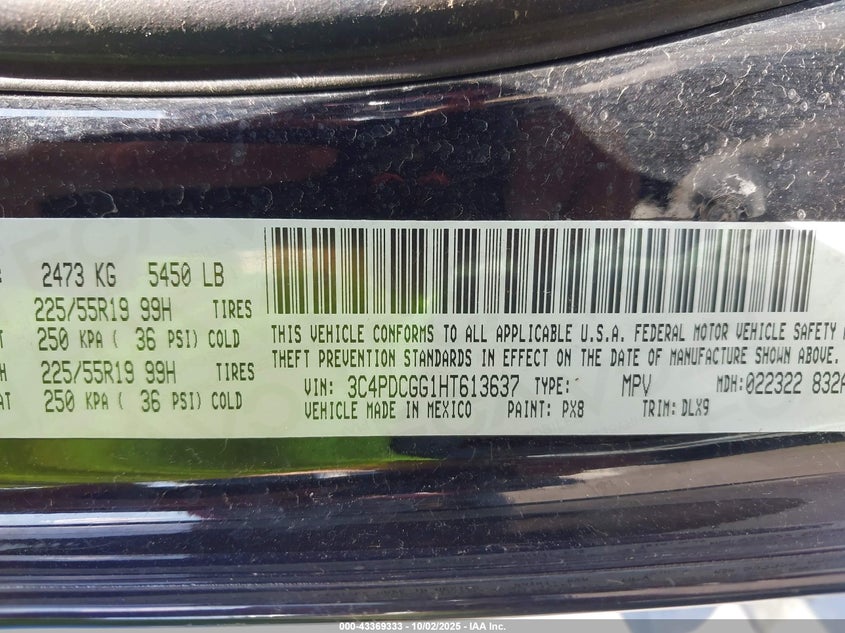 2473 KG 5450 LB
225/55R19 99H TIRES
250 KPA ( 36 PSI) COLD
225/55R19 99H TIRES
250 KPA ( 36 PSI) COLD
THIS VEHICLE CONFORMS TO ALL APPLICABLE U.S.A. FEDERAL MOTOR VEHICLE SAFETY
THEFT PREVENTION STANDARDS IN EFFECT ON THE DATE OF MANUFACTURE SHOWN ABOVE.
VIN: 3C4PDCGG1HT613637 TYPE: MPV MDH:022322 832A
VEHICLE MADE IN MEXICO PAINT: PX8 TRIM: DLX9
000-43369333 - 10/02/2025 - IAA Inc.